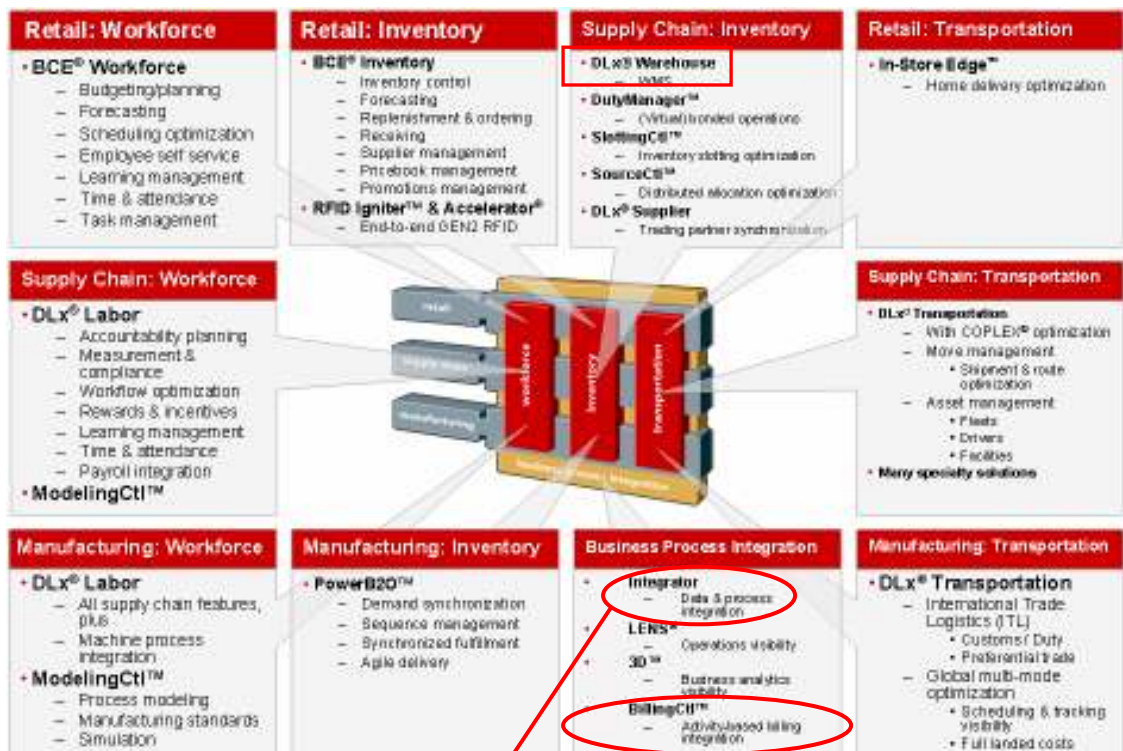 Retail: Workforce
• BCE® Workforce
– Budgeting/planning
– Forecasting
– Scheduling optimization
– Employee self service
– Learning management
– Time & attendance
– Task management
Retail: Inventory
• BCE® Inventory
– Inventory control
– Forecasting
– Replenishment & ordering
– Receiving
– Supplier management
– Pricebook management
– Promotions management
• RFID Igniter™ & Accelerator®
– End-to-end GEN2 RFID
Supply Chain: Inventory
• DLx® Warehouse
– WMS
• DutyManager™
– (Virtual) bonded operations
• SlottingCtl™
– Inventory slotting optimization
• SourceCtl™
– Distributed allocation optimization
• DLx® Supplier
– Trading partner synchronization
Retail: Transportation
• In-Store Edge™
– Home delivery optimization
Supply Chain: Workforce
• DLx® Labor
– Accountability planning
– Measurement &
compliance
– Workflow optimization
– Rewards & incentives
– Learning management
– Time & attendance
– Payroll integration
• ModelingCtl™
retail
manufacturing
workforce
inventory
transportation
Supply Chain: Transportation
• DLx® Transportation
– With COPLEX® optimization
– Move management
• Shipment & route
optimization
– Asset management
• Fleets
• Drivers
• Facilities
• Many specialty solutions
Manufacturing: Workforce
• DLx® Labor
– All supply chain features,
plus
– Machine process
integration
• ModelingCtl™
– Process modeling
– Manufacturing standards
– Simulation
Manufacturing: Inventory
• PowerB2O™
– Demand synchronization
– Sequence management
– Synchronized fulfilment
– Agile delivery
Business Process Integration
• Integrator
– Data & process
integration
• LENS™
– Operations visibility
• 3D™
– Business analytics
visibility
• BillingCtl™
– Activity-based billing
integration
Manufacturing: Transportation
• DLx® Transportation
– International Trade
Logistics (ITL)
• Customs / Duty
• Preferential trade
– Global multi-mode
optimization
• Scheduling & tracking
visibility
• Full landed costs